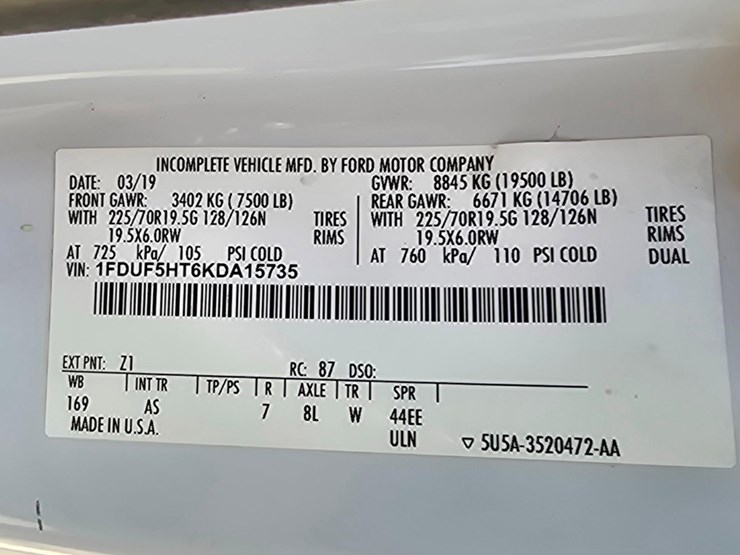 INCOMPLETE VEHICLE MFD. BY FORD MOTOR COMPANY
DATE: 03/19 GVWR: 8845 KG (19500 LB)
FRONT GAWR: 3402 KG ( 7500 LB) REAR GAWR: 6671 KG (14706 LB)
WITH 225/70R19.5G 128/126N TIRES WITH 225/70R19.5G 128/126N TIRES
19.5X6.0RW RIMS 19.5X6.0RW RIMS
AT 725 kPa/ 105 PSI COLD AT 760 kPa/ 110 PSI COLD DUAL
VIN: 1FDUF5HT6KDA15735
EXT PNT: Z1 RC: 87 DSO:
WB INT TR TP/PS R AXLE TR SPR
169 AS 7 8L W 44EE
MADE IN U.S.A. ULN ▽ 5U5A-3520472-AA